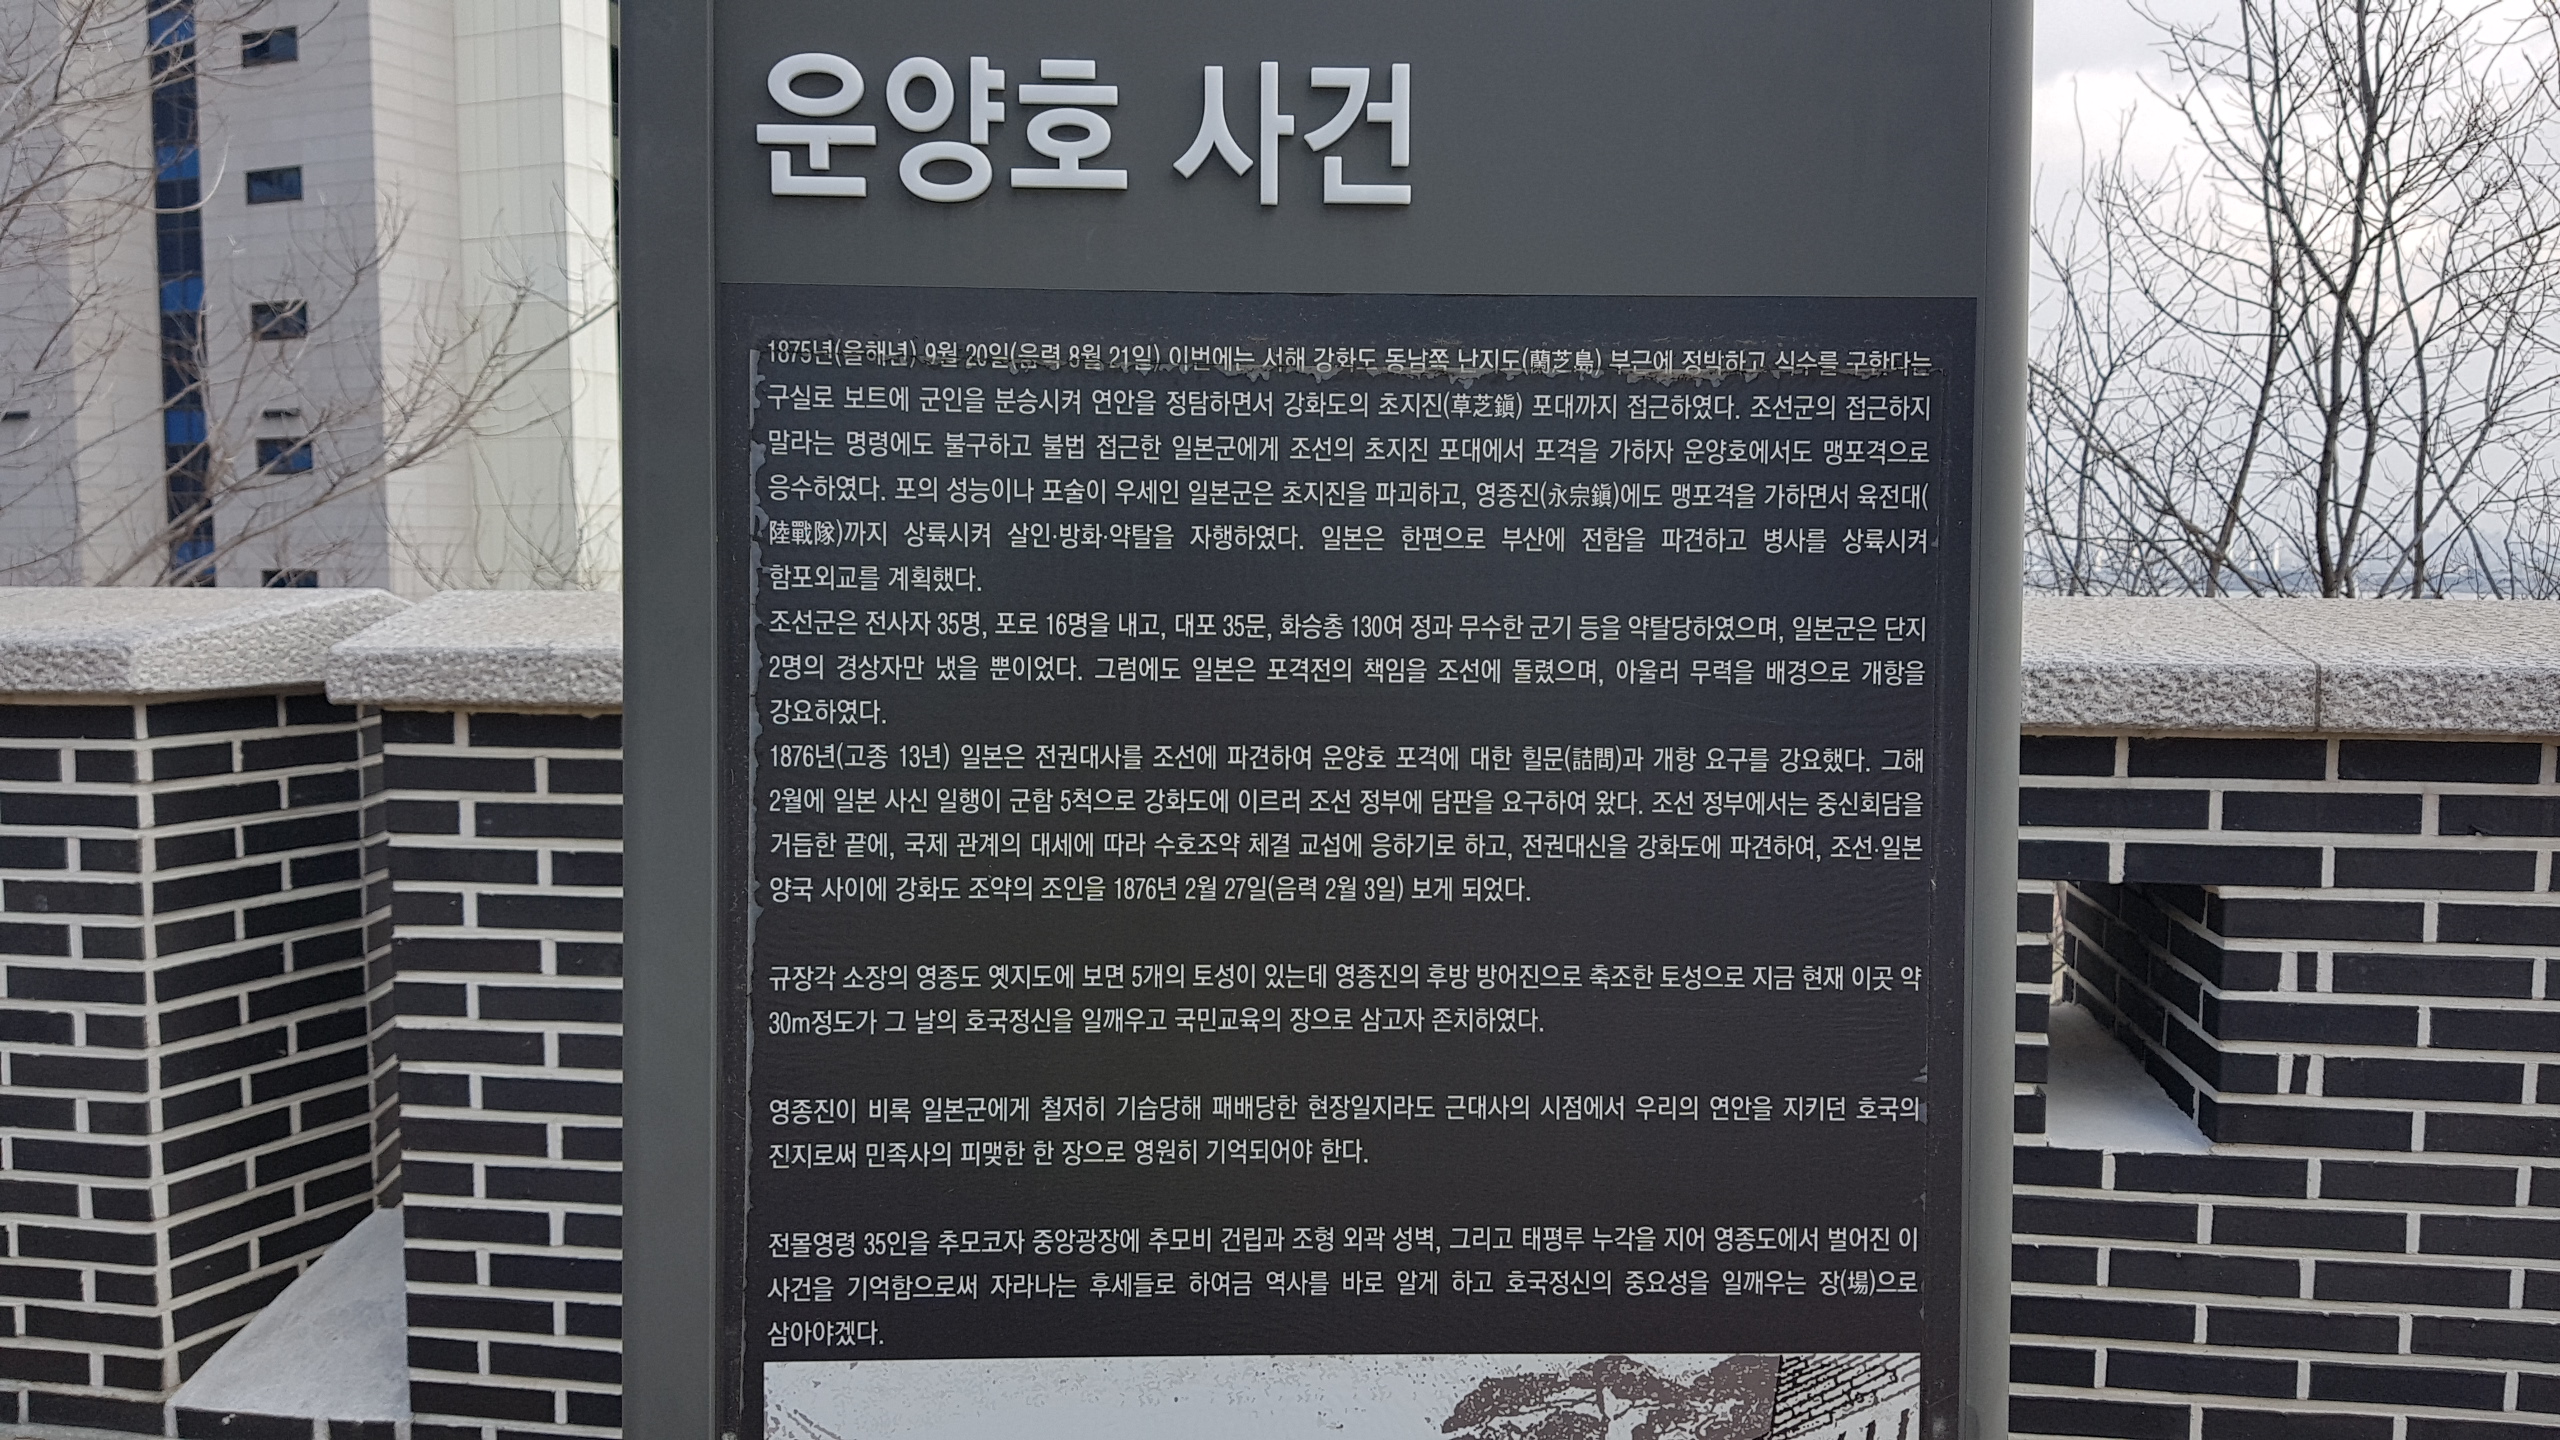 운양호 사건
1875년(을해년) 9월 20일(음력 8월 21일) 이번에는 서해 강화도 동남쪽 난지도(蘭芝島) 부근에 정박하고 식수를 구한다는
구실로 보트에 군인을 분승시켜 연안을 정탐하면서 강화도의 초지진(草芝鎭) 포대까지 접근하였다. 조선군의 접근하지
말라는 명령에도 불구하고 불법 접근한 일본군에게 조선의 초지진 포대에서 포격을 가하자 운양호에서도 맹포격으로
응수하였다. 포의 성능이나 포술이 우세인 일본군은 초지진을 파괴하고, 영종진(永宗鎭)에도 맹포격을 가하면서 육전대(
陸戰隊)까지 상륙시켜 살인·방화·약탈을 자행하였다. 일본은 한편으로 부산에 전함을 파견하고 병사를 상륙시켜
함포외교를 계획했다.
조선군은 전사자 35명, 포로 16명을 내고, 대포 35문, 화승총 130여 정과 무수한 군기 등을 약탈당하였으며, 일본군은 단지
2명의 경상자만 냈을 뿐이었다. 그럼에도 일본은 포격전의 책임을 조선에 돌렸으며, 아울러 무력을 배경으로 개항을
강요하였다.
1876년(고종 13년) 일본은 전권대사를 조선에 파견하여 운양호 포격에 대한 힐문(詰問)과 개항 요구를 강요했다. 그해
2월에 일본 사신 일행이 군함 5척으로 강화도에 이르러 조선 정부에 담판을 요구하여 왔다. 조선 정부에서는 중신회담을
거듭한 끝에, 국제 관계의 대세에 따라 수호조약 체결 교섭에 응하기로 하고, 전권대신을 강화도에 파견하여, 조선·일본
양국 사이에 강화도 조약의 조인을 1876년 2월 27일(음력 2월 3일) 보게 되었다.
규장각 소장의 영종도 옛지도에 보면 5개의 토성이 있는데 영종진의 후방 방어진으로 축조한 토성으로 지금 현재 이곳 약
30m정도가 그 날의 호국정신을 일깨우고 국민교육의 장으로 삼고자 존치하였다.
영종진이 비록 일본군에게 철저히 기습당해 패배당한 현장일지라도 근대사의 시점에서 우리의 연안을 지키던 호국의
진지로써 민족사의 피맺한 한 장으로 영원히 기억되어야 한다.
전몰영령 35인을 추모코자 중앙광장에 추모비 건립과 조형 외곽 성벽, 그리고 태평루 누각을 지어 영종도에서 벌어진 이
사건을 기억함으로써 자라나는 후세들로 하여금 역사를 바로 알게 하고 호국정신의 중요성을 일깨우는 장(場)으로
삼아야겠다.